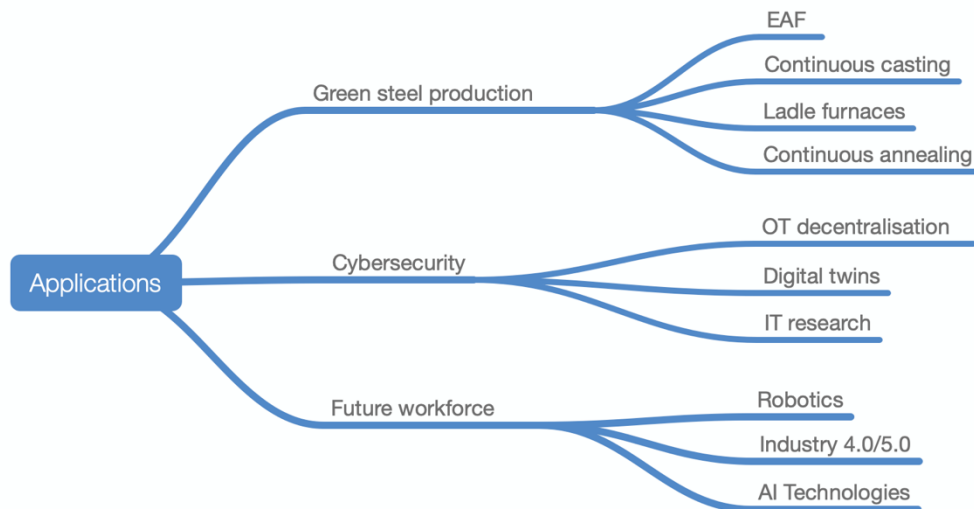 Applications
Green steel production
EAF
Continuous casting
Ladle furnaces
Continuous annealing
Cybersecurity
OT decentralisation
Digital twins
IT research
Future workforce
Robotics
Industry 4.0/5.0
AI Technologies